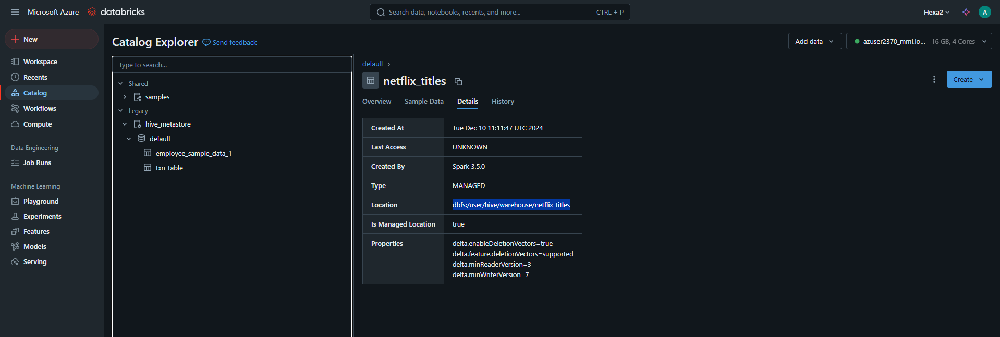 Microsoft Azure databricks
Search data, notebooks, recents, and more... CTRL + P
Hexa2 A
New
Workspace
Recents
Catalog
Workflows
Compute
Data Engineering
Job Runs
Machine Learning
Playground
Experiments
Features
Models
Serving
Catalog Explorer Send feedback
Add data azuser2370_mml.lo... 16 GB, 4 Cores
Type to search...
Shared
samples
Legacy
hive_metastore
default
employee_sample_data_1
txn_table
default
netflix_titles
Create
Overview Sample Data Details History
Created At Tue Dec 10 11:11:47 UTC 2024
Last Access UNKNOWN
Created By Spark 3.5.0
Type MANAGED
Location dbfs:/user/hive/warehouse/netflix_titles
Is Managed Location true
Properties delta.enableDeletionVectors=true
delta.feature.deletionVectors=supported
delta.minReaderVersion=3
delta.minWriterVersion=7